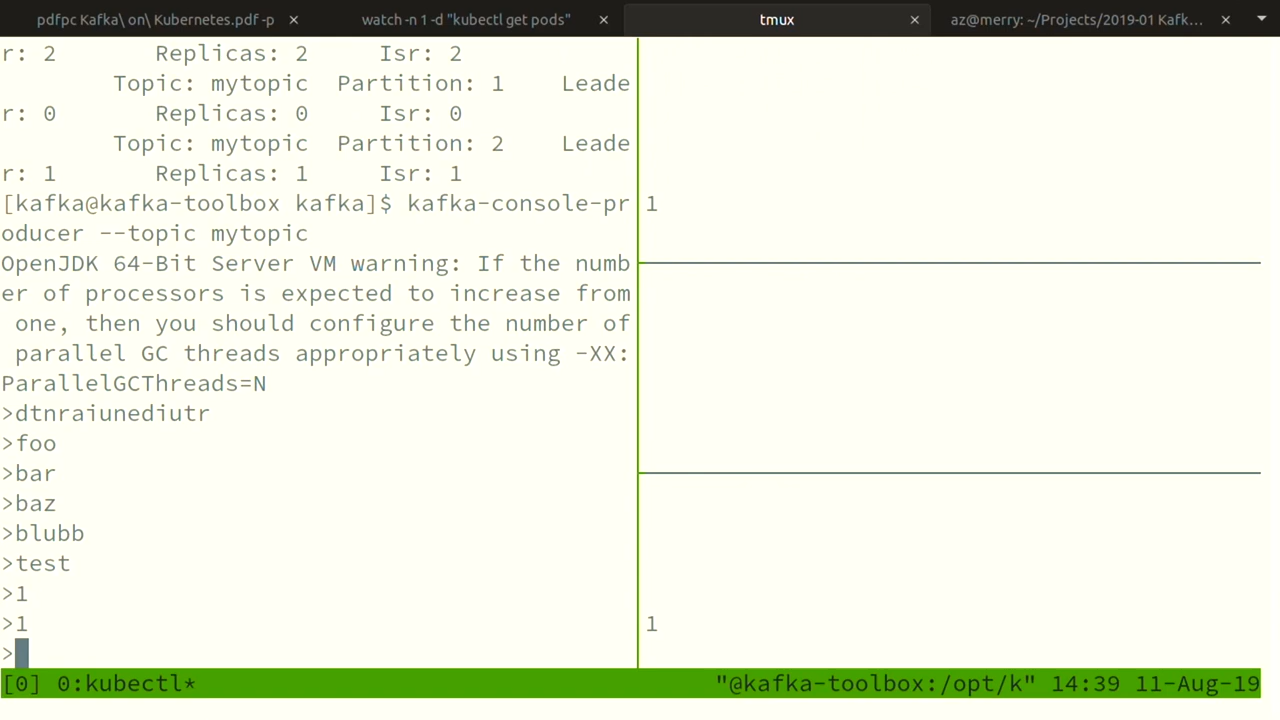 pdfpc Kafka\ on\ Kubernetes.pdf -p
watch -n 1 -d "kubectl get pods"
tmux
az@merry: ~/Projects/2019-01 Kafk…
r: 2       Replicas: 2     Isr: 2
        Topic: mytopic  Partition: 1    Leade
r: 0       Replicas: 0     Isr: 0
        Topic: mytopic  Partition: 2    Leade
r: 1       Replicas: 1     Isr: 1
[kafka@kafka-toolbox kafka]$ kafka-console-pr
oducer --topic mytopic
OpenJDK 64-Bit Server VM warning: If the numb
er of processors is expected to increase from
 one, then you should configure the number of
 parallel GC threads appropriately using -XX:
ParallelGCThreads=N
>dtnraiunediutr
>foo
>bar
>baz
>blubb
>test
>1
>1
>
1
1
[0] 0:kubectl*
"@kafka-toolbox:/opt/k" 14:39 11-Aug-19